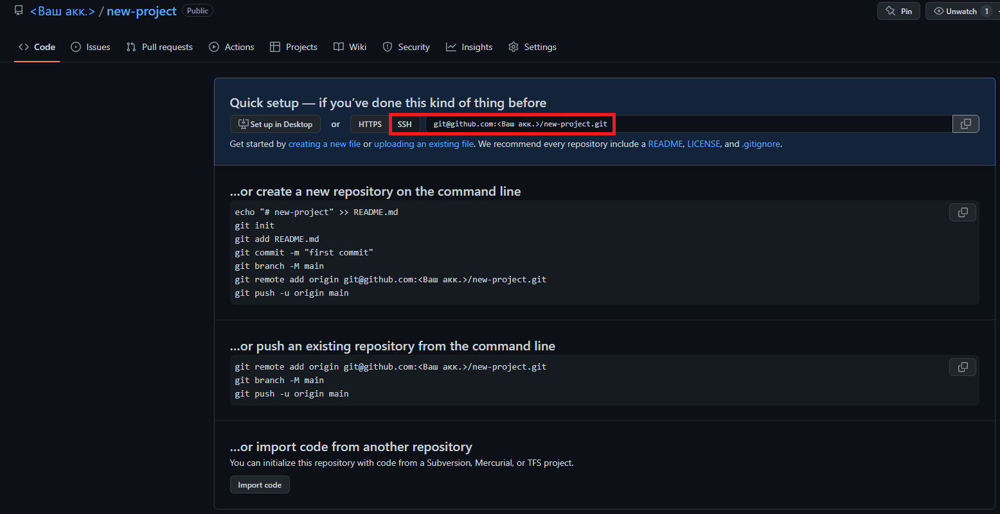 <Ваш акк.> / new-project Public Pin Unwatch 1
Code Issues Pull requests Actions Projects Wiki Security Insights Settings
Quick setup — if you’ve done this kind of thing before
Set up in Desktop or HTTPS SSH git@github.com:<Ваш акк.>/new-project.git
Get started by creating a new file or uploading an existing file. We recommend every repository include a README, LICENSE, and .gitignore.
…or create a new repository on the command line
echo "# new-project" >> README.md
git init
git add README.md
git commit -m "first commit"
git branch -M main
git remote add origin git@github.com:<Ваш акк.>/new-project.git
git push -u origin main
…or push an existing repository from the command line
git remote add origin git@github.com:<Ваш акк.>/new-project.git
git branch -M main
git push -u origin main
…or import code from another repository
You can initialize this repository with code from a Subversion, Mercurial, or TFS project.
Import code